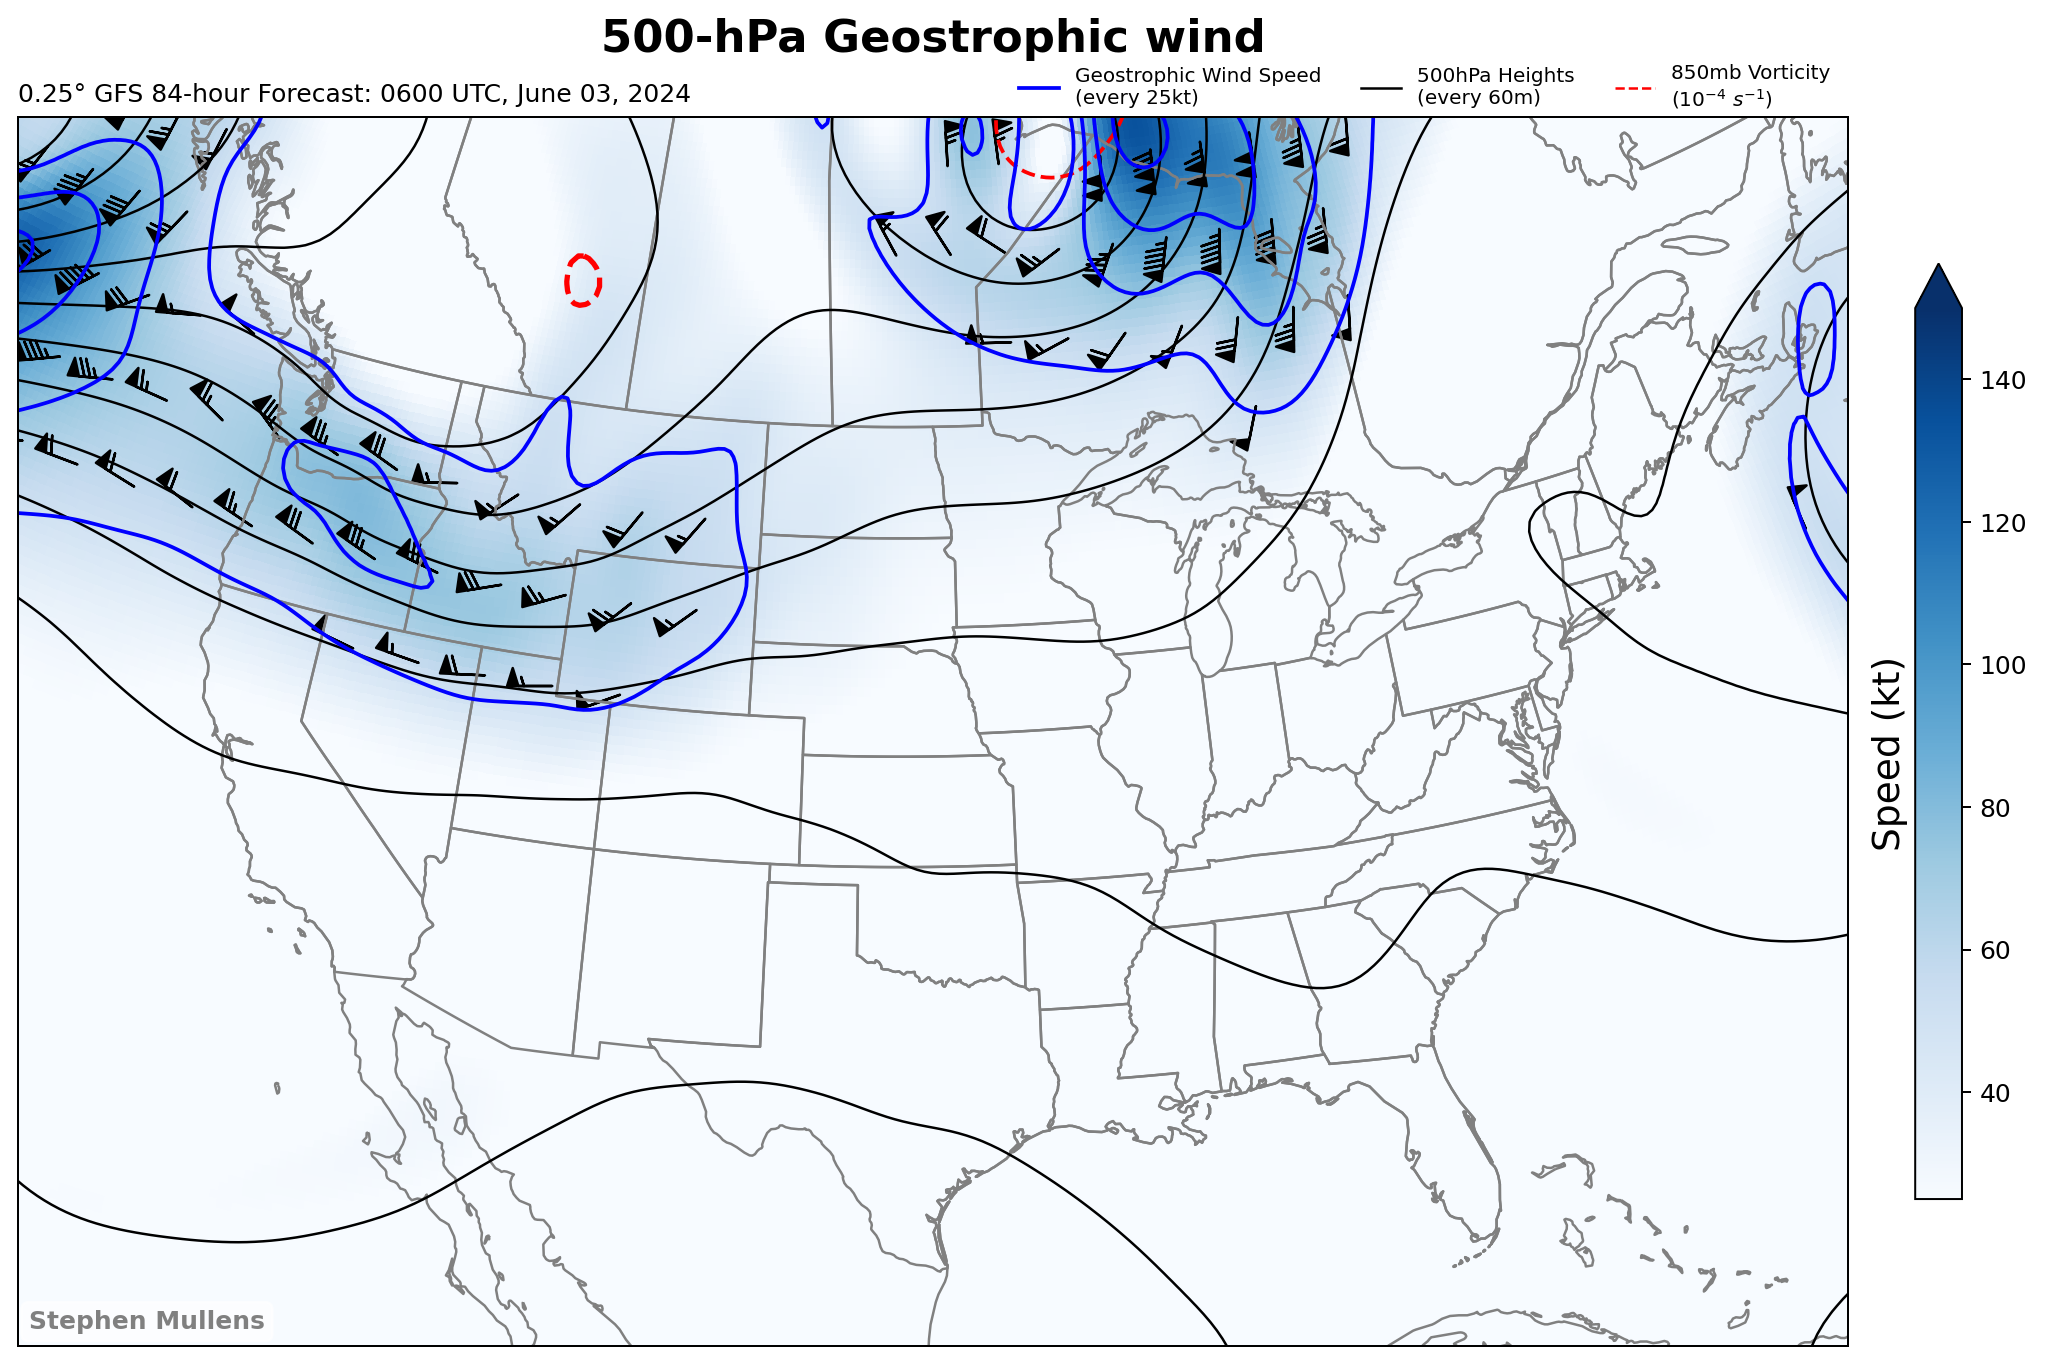 500-hPa Geostrophic wind
0.25° GFS 84-hour Forecast: 0600 UTC, June 03, 2024
Geostrophic Wind Speed
(every 25kt)
500hPa Heights
(every 60m)
850mb Vorticity
(10⁻⁴ s⁻¹)
140
120
100
80
60
40
Speed (kt)
Stephen Mullens